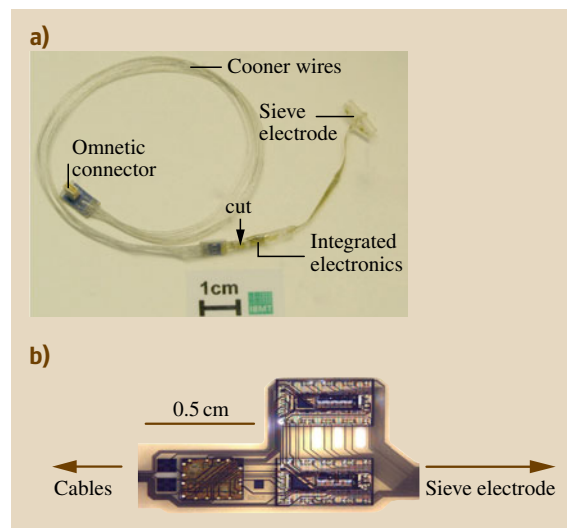 a)
Cooner wires
Sieve
electrode
Omnetic
connector
cut
Integrated
electronics
1cm
IBMT
b)
0.5 cm
Cables
Sieve electrode